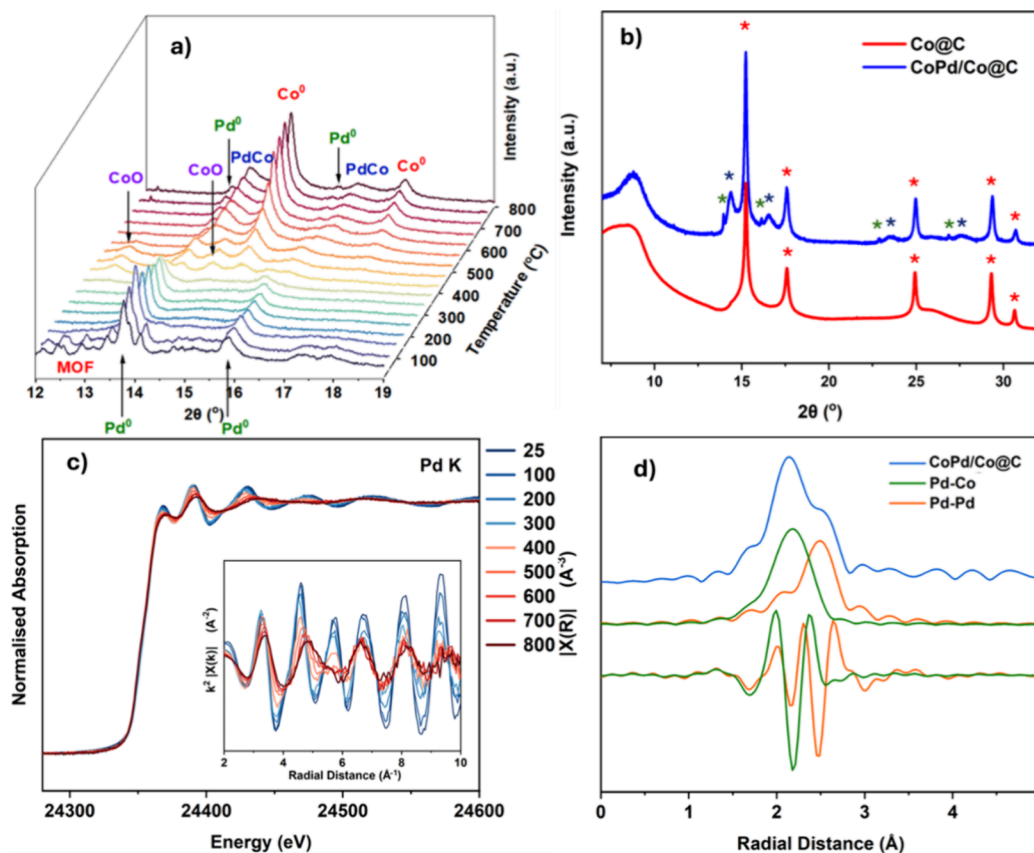 a)
Co⁰
Pd⁰
Pd⁰
PdCo
PdCo
Co⁰
CoO
CoO
Intensity (a.u.)
800
700
600
500
400
300
200
100
Temperature (°C)
MOF
12 13 14 15 16 17 18 19
2θ (°)
Pd⁰
Pd⁰
b)
Co@C
CoPd/Co@C
* * * * * * * * * * * * * * * * * * *
Intensity (a.u.)
10 15 20 25 30
2θ (°)
c)
Pd K
25
100
200
300
400
500
600
700
800
Normalised Absorption
k² |X(k)| (A⁻²)
2 4 6 8 10
Radial Distance (Å⁻¹)
24300 24400 24500 24600
Energy (eV)
d)
CoPd/Co@C
Pd-Co
Pd-Pd
|X(R)| (A⁻³)
0 1 2 3 4
Radial Distance (Å)